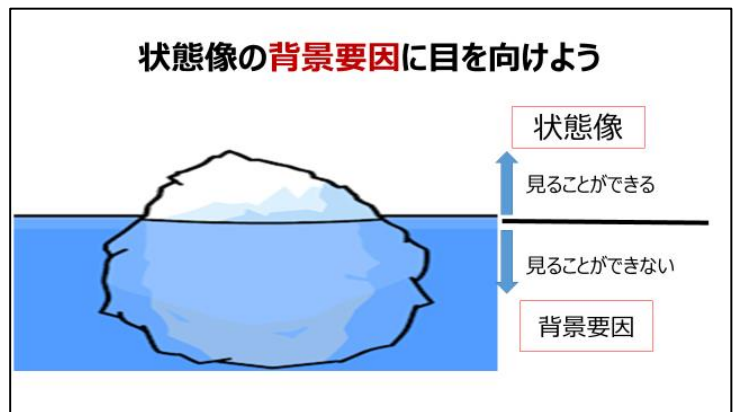 状態像の背景要因に目を向けよう
状態像
見ることができる
見ることができない
背景要因